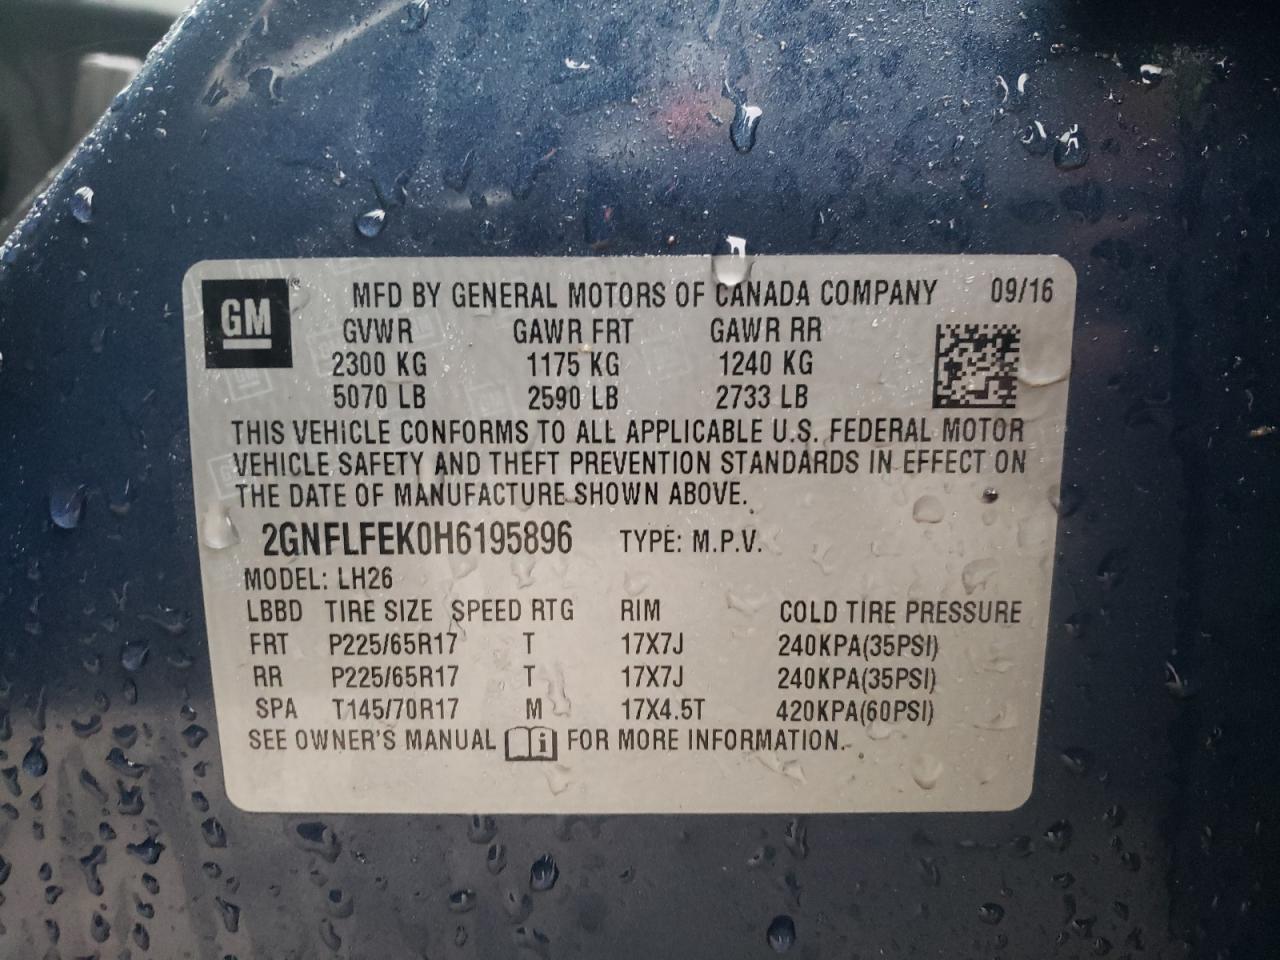 GM
MFD BY GENERAL MOTORS OF CANADA COMPANY 09/16
GVWR GAWR FRT GAWR RR
2300 KG 1175 KG 1240 KG
5070 LB 2590 LB 2733 LB
THIS VEHICLE CONFORMS TO ALL APPLICABLE U.S. FEDERAL MOTOR
VEHICLE SAFETY AND THEFT PREVENTION STANDARDS IN EFFECT ON
THE DATE OF MANUFACTURE SHOWN ABOVE.
2GNFLFEK0H6195896 TYPE: M.P.V.
MODEL: LH26
LBBD TIRE SIZE SPEED RTG RIM COLD TIRE PRESSURE
FRT P225/65R17 T 17X7J 240KPA(35PSI)
RR P225/65R17 T 17X7J 240KPA(35PSI)
SPA T145/70R17 M 17X4.5T 420KPA(60PSI)
SEE OWNER'S MANUAL i FOR MORE INFORMATION.